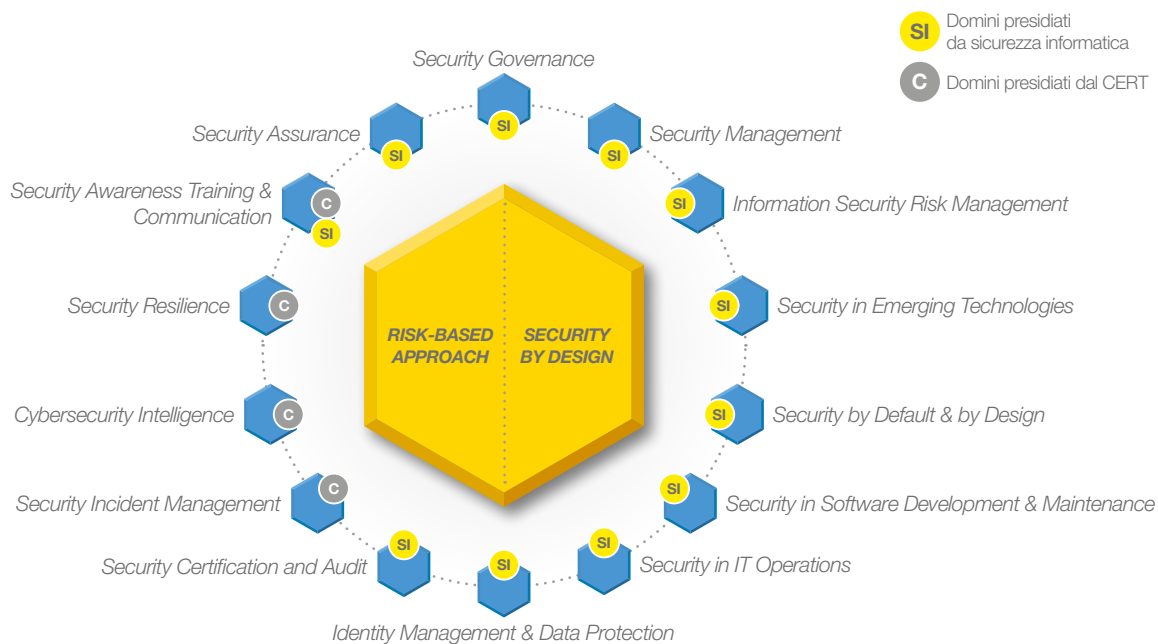 SI
Domini presidiati
da sicurezza informatica
C
Domini presidiati dal CERT
Security Governance
SI
Security Management
SI
Information Security Risk Management
SI
Security in Emerging Technologies
SI
Security by Default & by Design
SI
Security in Software Development & Maintenance
SI
Security in IT Operations
SI
Identity Management & Data Protection
SI
Security Certification and Audit
SI
Security Incident Management
C
Cybersecurity Intelligence
C
Security Resilience
C
Security Awareness Training &
Communication
C
SI
Security Assurance
SI
RISK-BASED
APPROACH
SECURITY
BY DESIGN